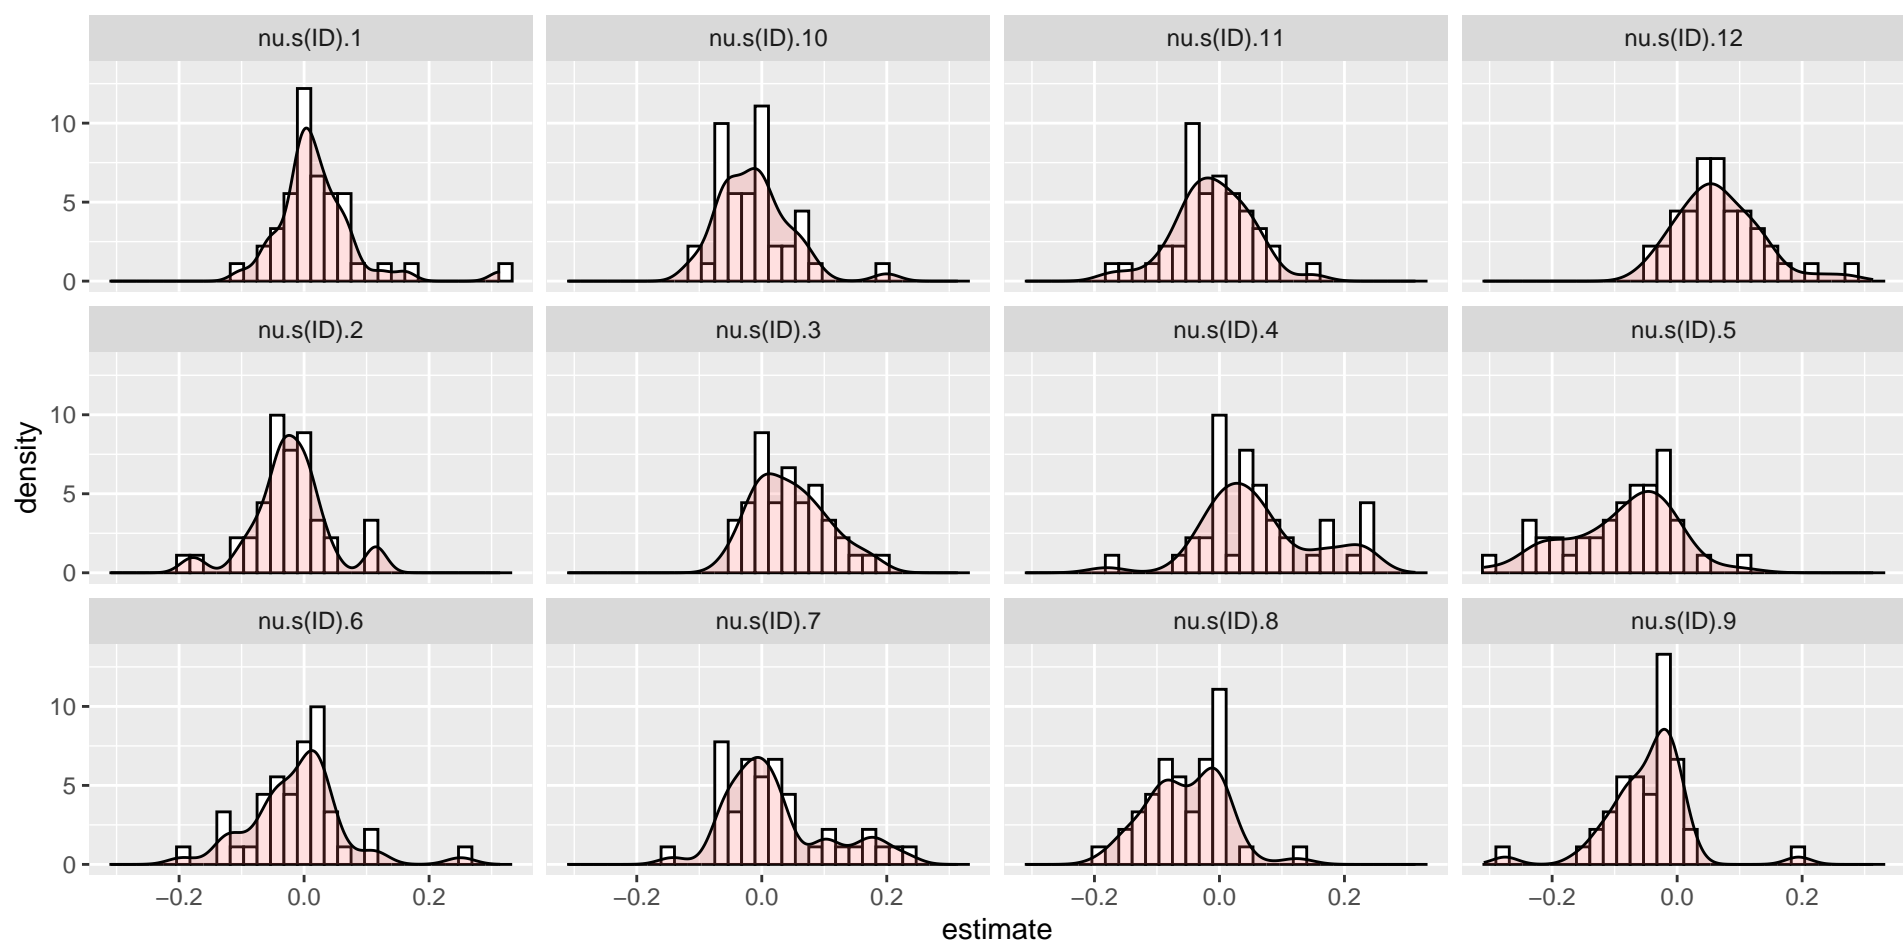 nu.s(ID).1 nu.s(ID).10 nu.s(ID).11 nu.s(ID).12
10
5
0
nu.s(ID).2 nu.s(ID).3 nu.s(ID).4 nu.s(ID).5
10
5
0
density
nu.s(ID).6 nu.s(ID).7 nu.s(ID).8 nu.s(ID).9
10
5
0
−0.2 0.0 0.2 −0.2 0.0 0.2 −0.2 0.0 0.2 −0.2 0.0 0.2
estimate